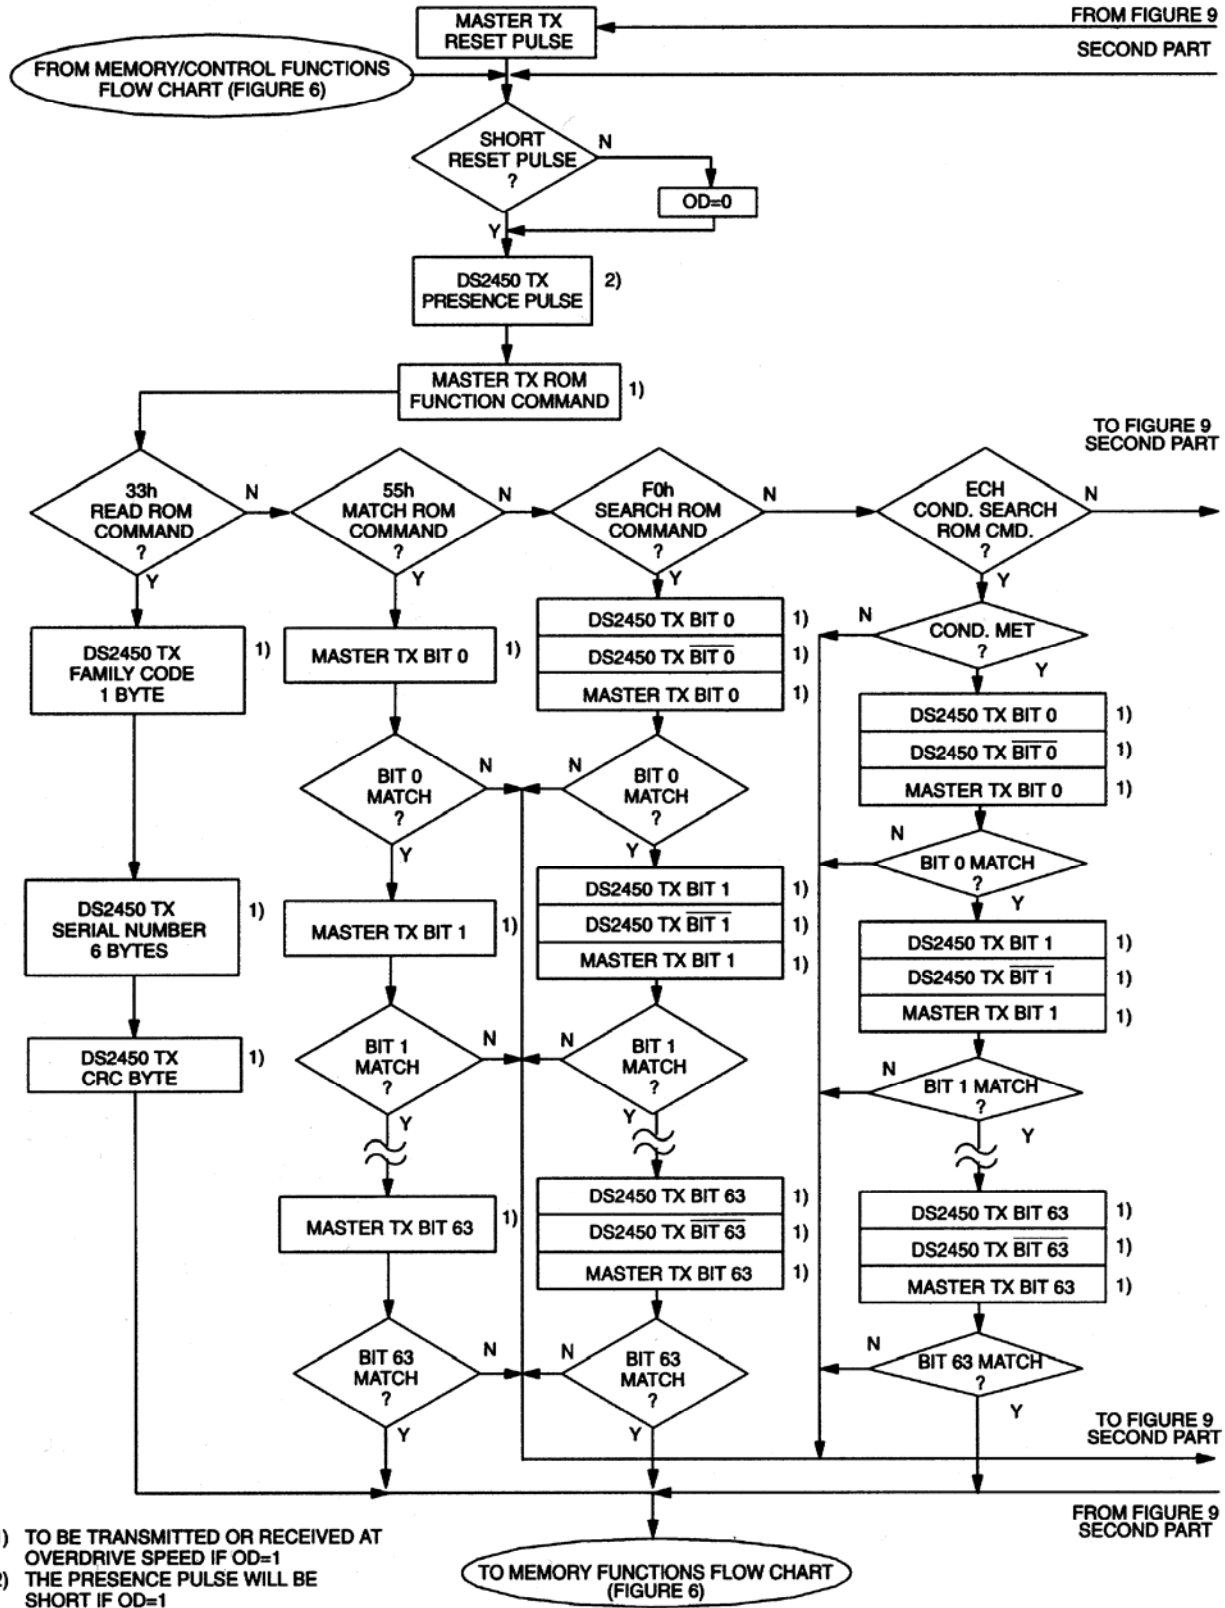 MASTER TX
RESET PULSE
FROM FIGURE 9
SECOND PART
FROM MEMORY/CONTROL FUNCTIONS
FLOW CHART (FIGURE 6)
SHORT
RESET PULSE
?
N
OD=0
Y
DS2450 TX
PRESENCE PULSE
2)
MASTER TX ROM
FUNCTION COMMAND
1)
TO FIGURE 9
SECOND PART
33h
READ ROM
COMMAND
?
N
Y
55h
MATCH ROM
COMMAND
?
N
Y
F0h
SEARCH ROM
COMMAND
?
N
Y
ECH
COND. SEARCH
ROM CMD.
?
N
Y
DS2450 TX
FAMILY CODE
1 BYTE
1)
DS2450 TX
SERIAL NUMBER
6 BYTES
1)
DS2450 TX
CRC BYTE
1)
MASTER TX BIT 0
1)
BIT 0
MATCH
?
N
Y
MASTER TX BIT 1
1)
BIT 1
MATCH
?
N
Y
MASTER TX BIT 63
1)
BIT 63
MATCH
?
N
Y
DS2450 TX BIT 0
1)
DS2450 TX B̅I̅T̅ ̅0̅
1)
MASTER TX BIT 0
1)
BIT 0
MATCH
?
N
Y
DS2450 TX BIT 1
1)
DS2450 TX B̅I̅T̅ ̅1̅
1)
MASTER TX BIT 1
1)
BIT 1
MATCH
?
N
Y
DS2450 TX BIT 63
1)
DS2450 TX B̅I̅T̅ ̅6̅3̅
1)
MASTER TX BIT 63
1)
BIT 63
MATCH
?
N
Y
COND. MET
?
N
Y
DS2450 TX BIT 0
1)
DS2450 TX B̅I̅T̅ ̅0̅
1)
MASTER TX BIT 0
1)
BIT 0 MATCH
?
N
Y
DS2450 TX BIT 1
1)
DS2450 TX B̅I̅T̅ ̅1̅
1)
MASTER TX BIT 1
1)
BIT 1 MATCH
?
N
Y
DS2450 TX BIT 63
1)
DS2450 TX B̅I̅T̅ ̅6̅3̅
1)
MASTER TX BIT 63
1)
BIT 63 MATCH
?
N
Y
TO FIGURE 9
SECOND PART
FROM FIGURE 9
SECOND PART
TO MEMORY FUNCTIONS FLOW CHART
(FIGURE 6)
) TO BE TRANSMITTED OR RECEIVED AT
OVERDRIVE SPEED IF OD=1
2) THE PRESENCE PULSE WILL BE
SHORT IF OD=1